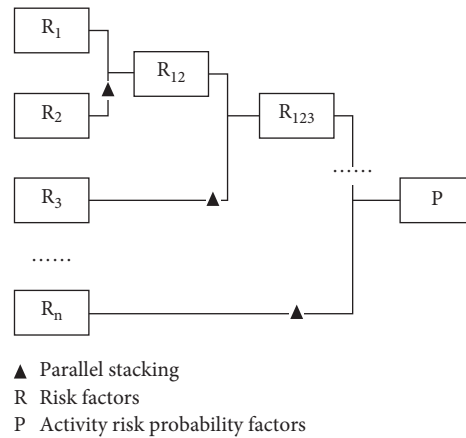 R₁
R₁₂
R₂
R₁₂₃
R₃
......
P
......
Rₙ
▲ Parallel stacking
R Risk factors
P Activity risk probability factors